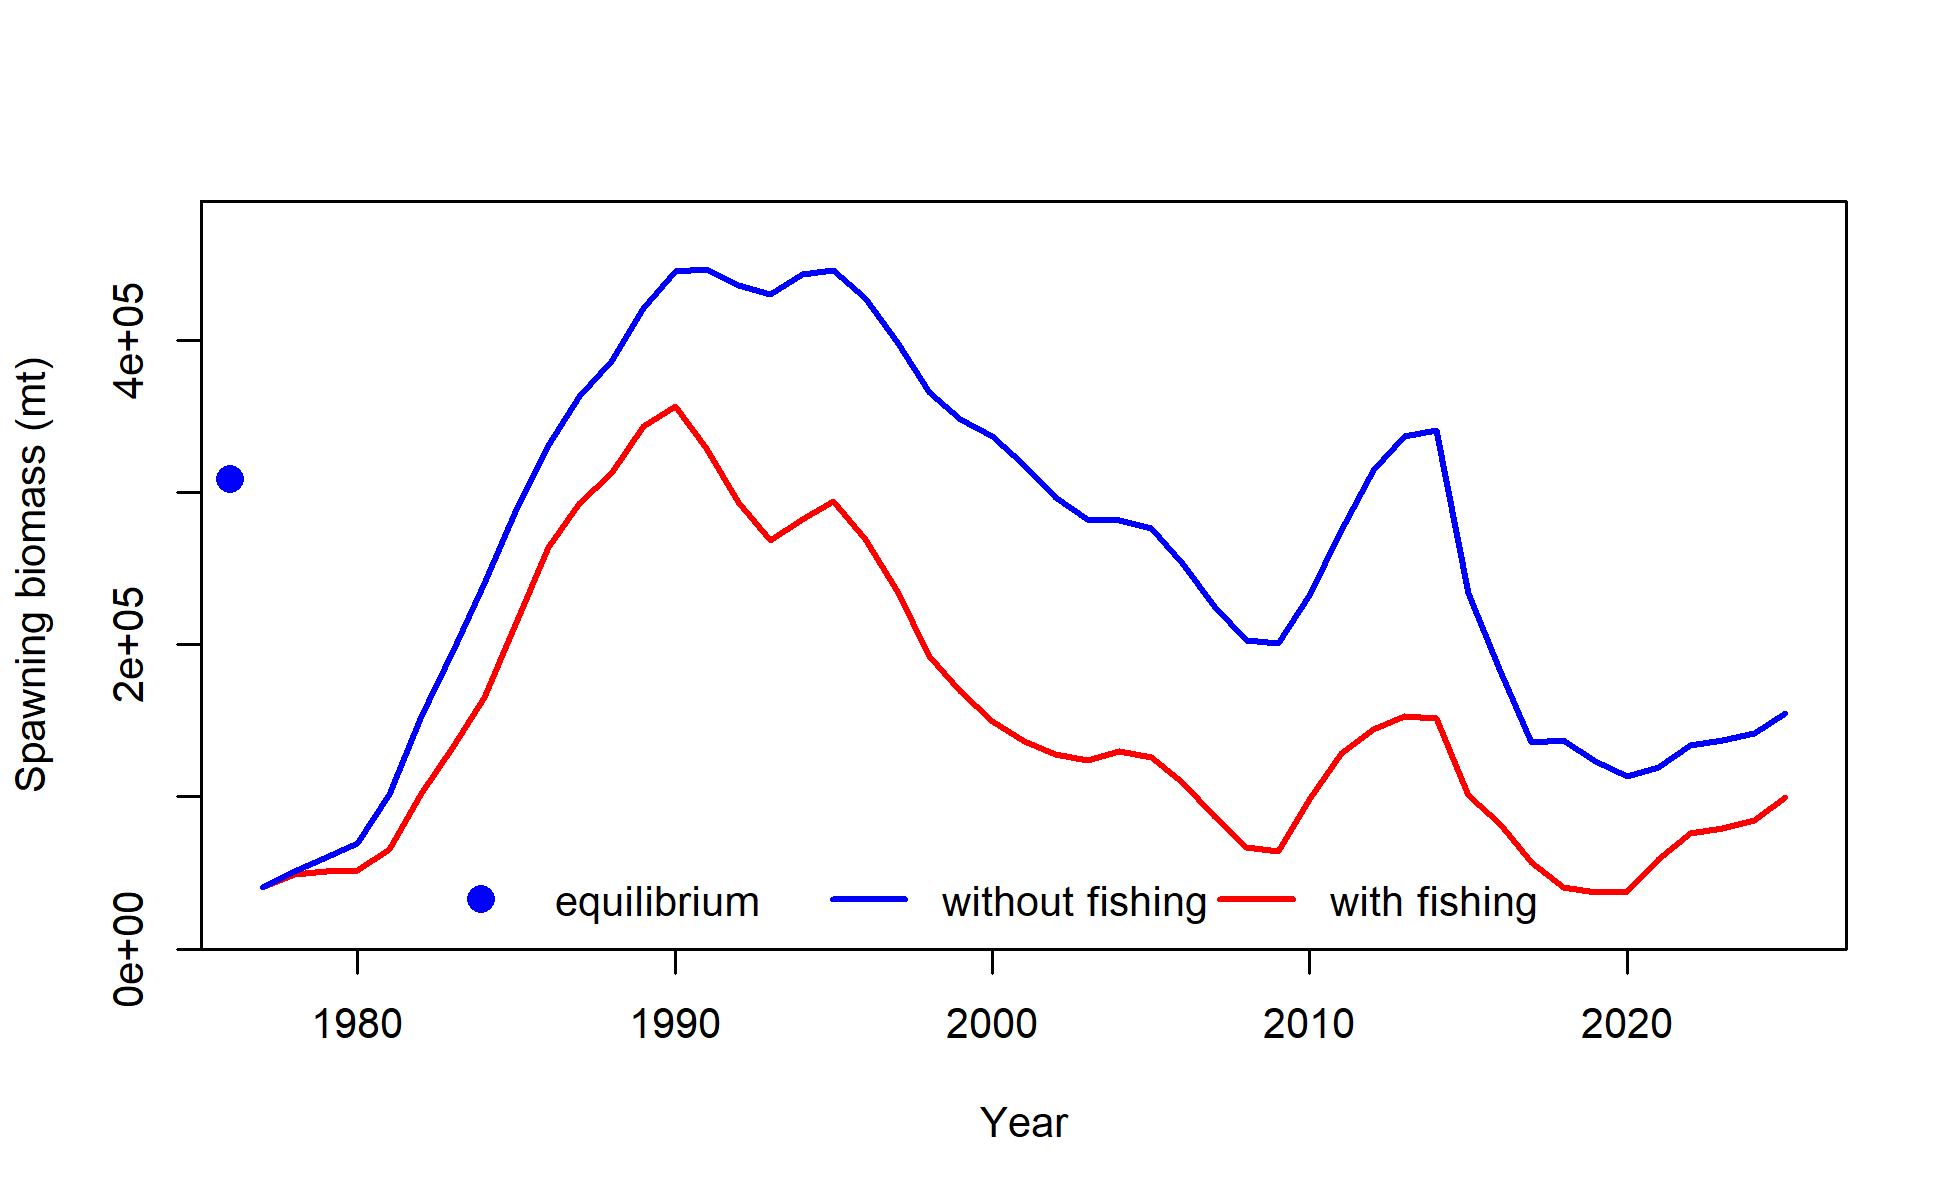 Spawning biomass (mt)
4e+05
2e+05
0e+00
equilibrium without fishing with fishing
1980 1990 2000 2010 2020
Year